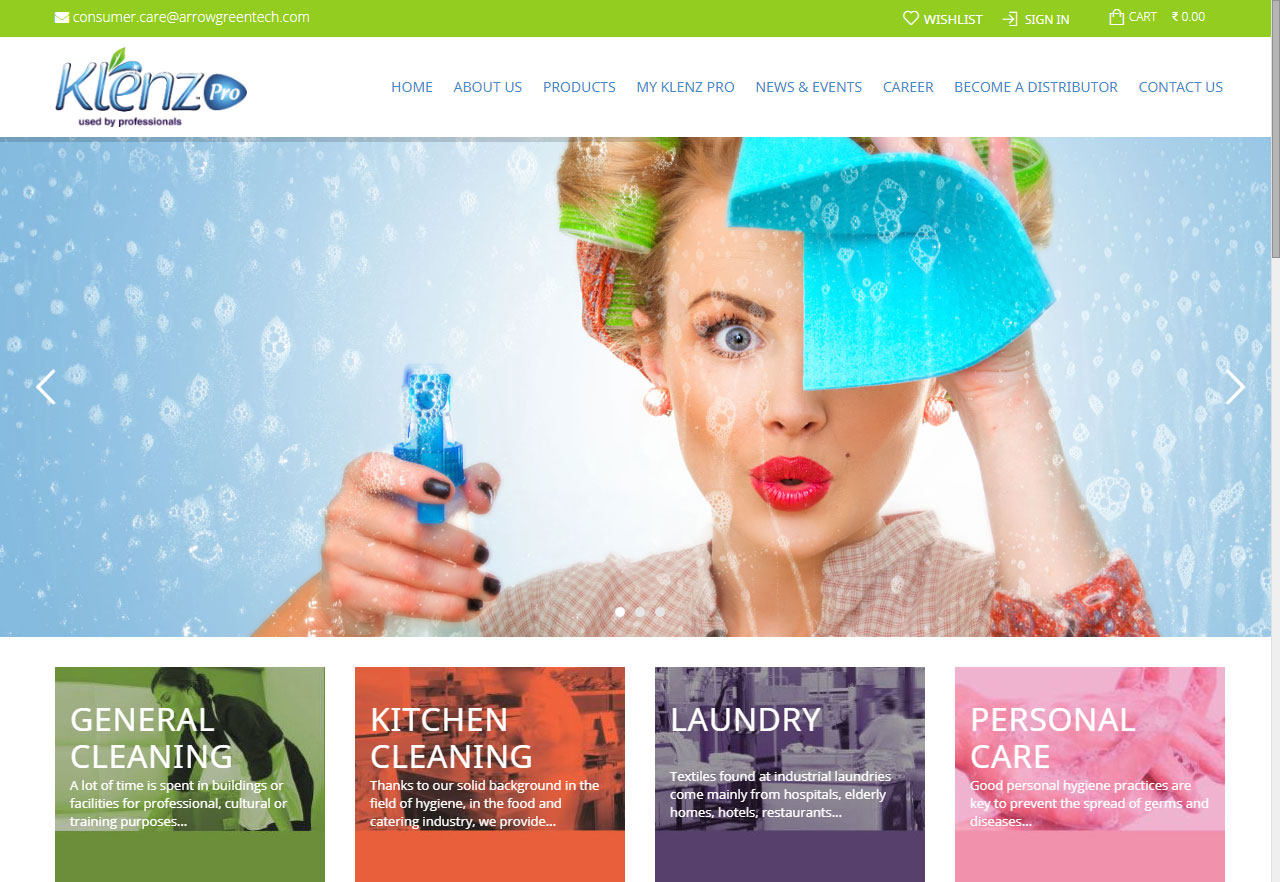 consumer.care@arrowgreentech.com
WISHLIST SIGN IN CART ₹ 0.00
Klenz Pro
used by professionals
HOME ABOUT US PRODUCTS MY KLENZ PRO NEWS & EVENTS CAREER BECOME A DISTRIBUTOR CONTACT US
GENERAL
CLEANING
A lot of time is spent in buildings or
facilities for professional, cultural or
training purposes...
KITCHEN
CLEANING
Thanks to our solid background in the
field of hygiene, in the food and
catering industry, we provide...
LAUNDRY
Textiles found at industrial laundries
come mainly from hospitals, elderly
homes, hotels, restaurants...
PERSONAL
CARE
Good personal hygiene practices are
key to prevent the spread of germs and
diseases...